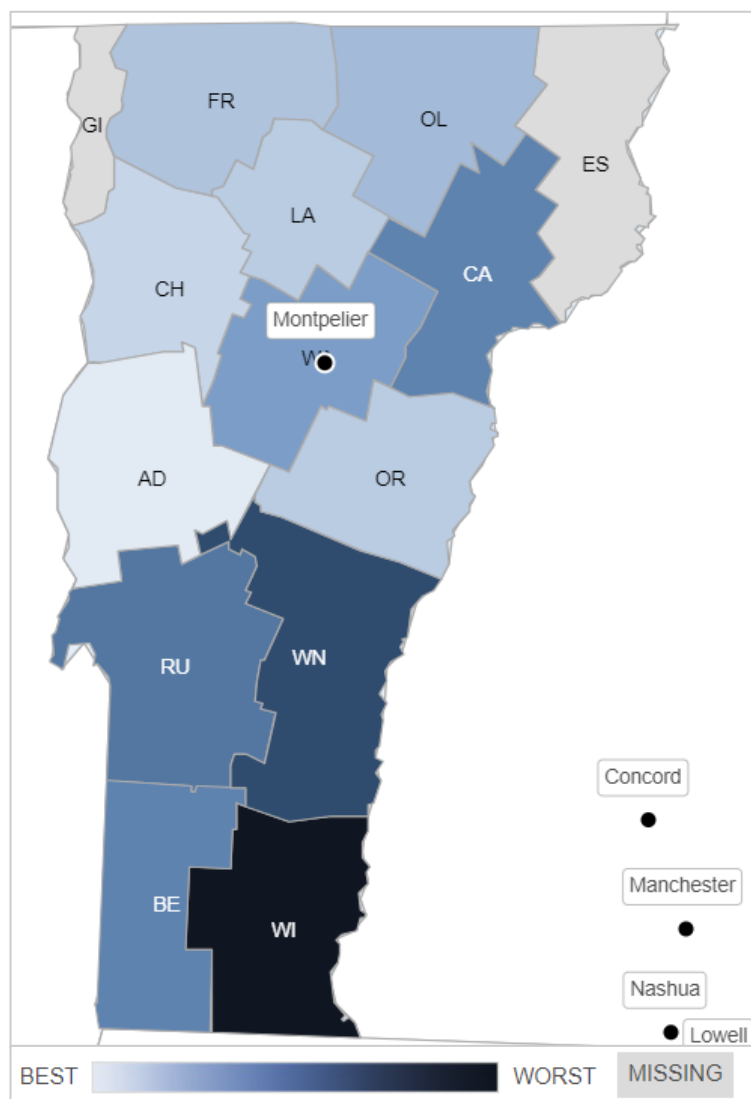 FR
OL
GI
ES
LA
CA
CH
Montpelier
AD
OR
WN
RU
Concord
Manchester
BE
WI
Nashua
Lowell
BEST WORST MISSING